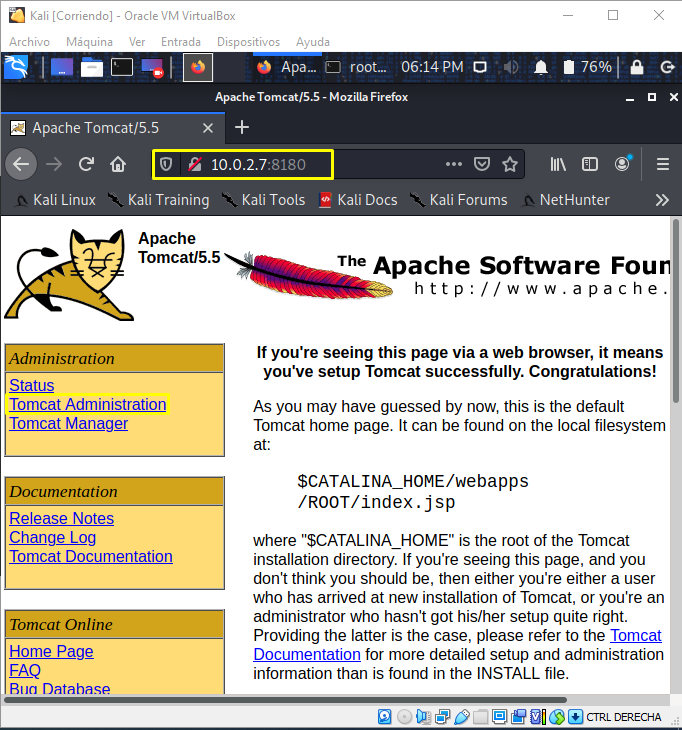 Kali [Corriendo] - Oracle VM VirtualBox
Archivo Máquina Ver Entrada Dispositivos Ayuda
Apa... root... 06:14 PM 76%
Apache Tomcat/5.5 - Mozilla Firefox
Apache Tomcat/5.5
10.0.2.7:8180
Kali Linux Kali Training Kali Tools Kali Docs Kali Forums NetHunter
Apache
Tomcat/5.5
The Apache Software Foun
http://www.apache.
Administration
Status
Tomcat Administration
Tomcat Manager
Documentation
Release Notes
Change Log
Tomcat Documentation
Tomcat Online
Home Page
FAQ
Bug Database
If you're seeing this page via a web browser, it means
you've setup Tomcat successfully. Congratulations!
As you may have guessed by now, this is the default
Tomcat home page. It can be found on the local filesystem
at:
$CATALINA_HOME/webapps
/ROOT/index.jsp
where "$CATALINA_HOME" is the root of the Tomcat
installation directory. If you're seeing this page, and you
don't think you should be, then either you're either a user
who has arrived at new installation of Tomcat, or you're an
administrator who hasn't got his/her setup quite right.
Providing the latter is the case, please refer to the Tomcat
Documentation for more detailed setup and administration
information than is found in the INSTALL file.
CTRL DERECHA